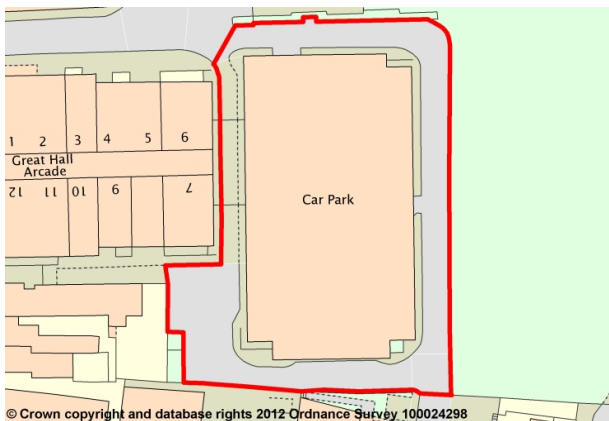 1 2 3 4 5 6
Great Hall
Arcade
12 11 10 9 7
Car Park
© Crown copyright and database rights 2012 Ordnance Survey 100024298